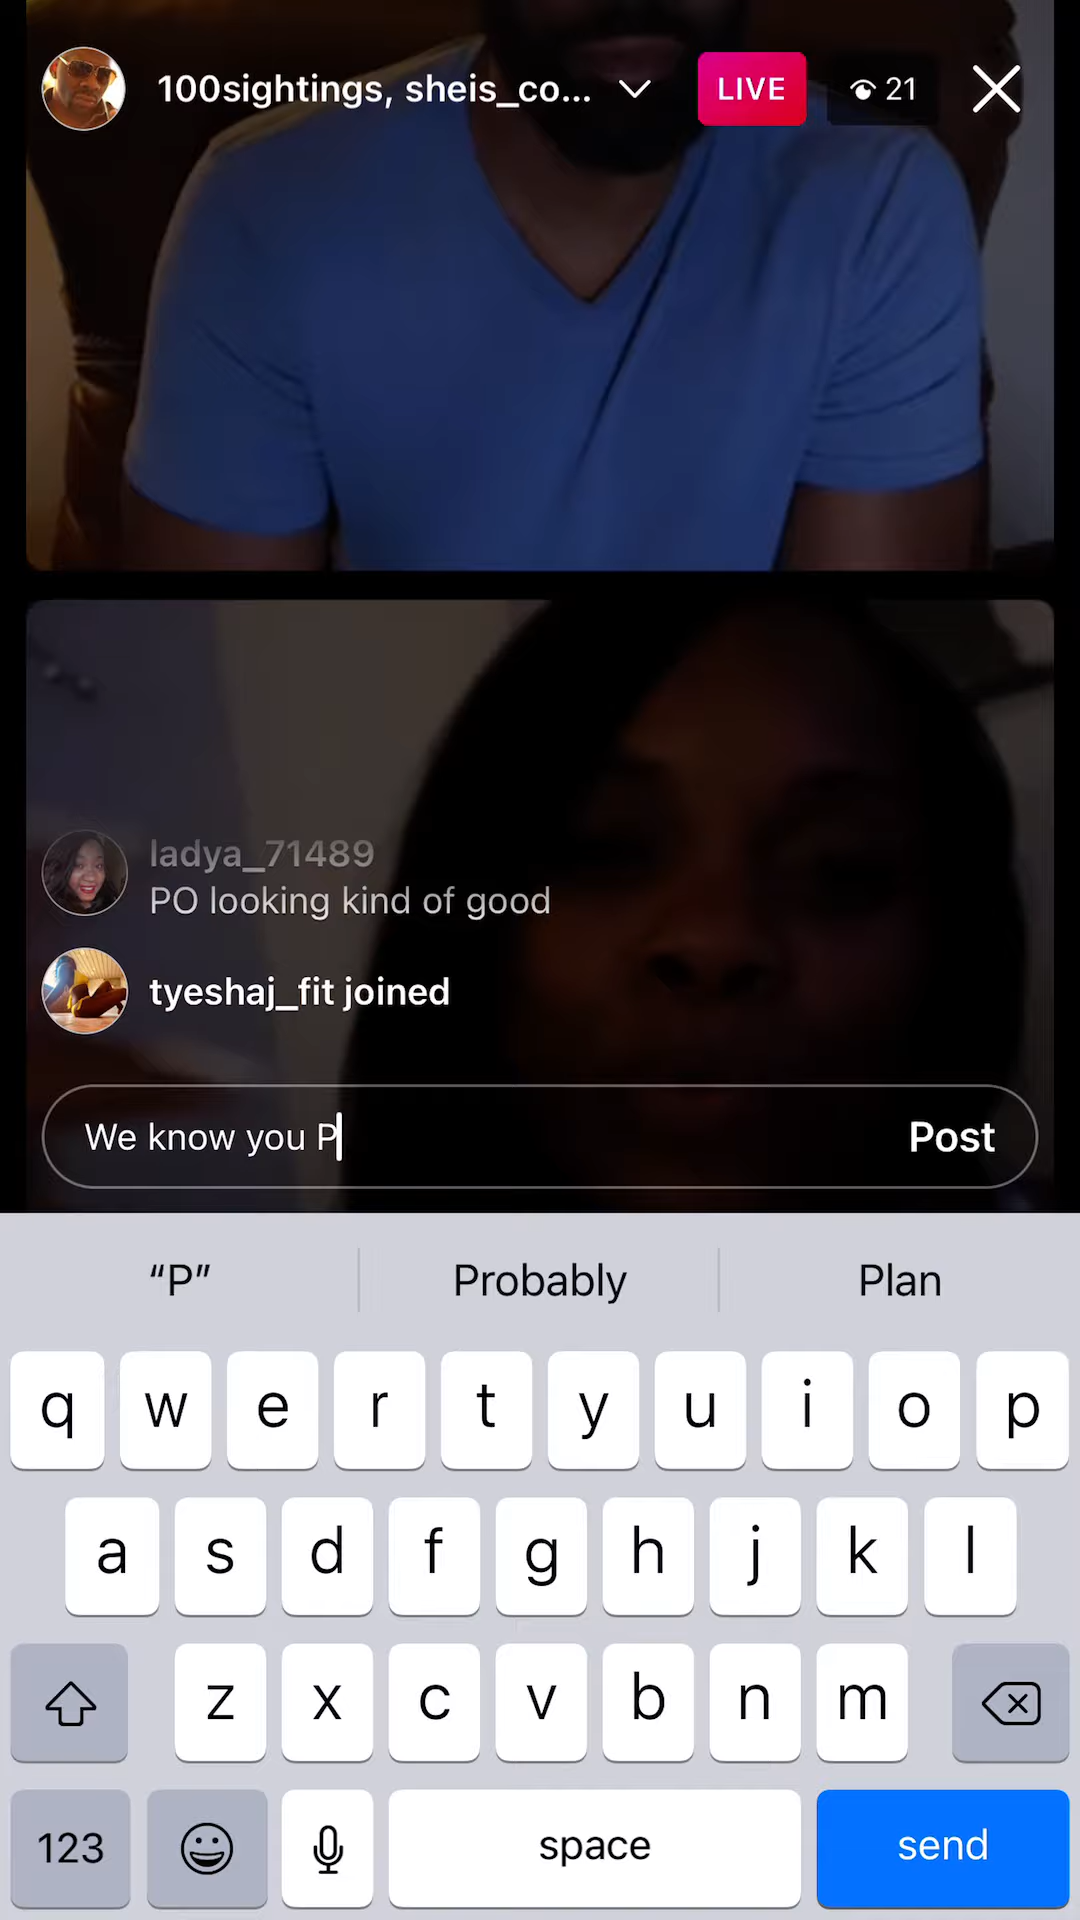 100sightings, sheis_co...
LIVE
21
ladya_71489
PO looking kind of good
tyeshaj_fit joined
We know you P
Post
“P”
Probably
Plan
q w e r t y u i o p
a s d f g h j k l
z x c v b n m
123
space
send